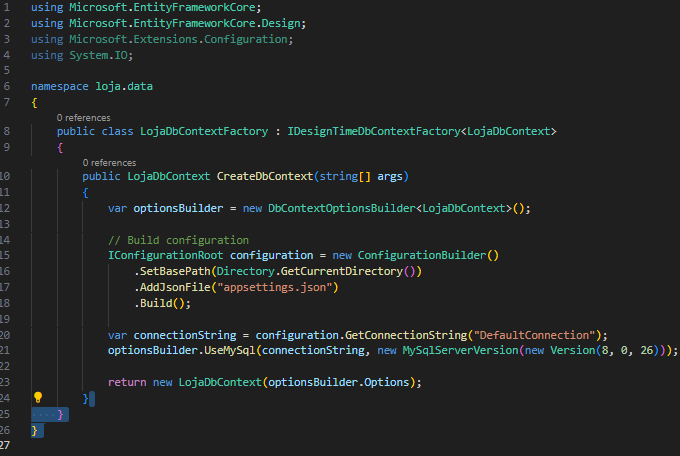 1 using Microsoft.EntityFrameworkCore;
2 using Microsoft.EntityFrameworkCore.Design;
3 using Microsoft.Extensions.Configuration;
4 using System.IO;
5
6 namespace loja.data
7 {
0 references
8 public class LojaDbContextFactory : IDesignTimeDbContextFactory<LojaDbContext>
9 {
0 references
10 public LojaDbContext CreateDbContext(string[] args)
11 {
12 var optionsBuilder = new DbContextOptionsBuilder<LojaDbContext>();
13
14 // Build configuration
15 IConfigurationRoot configuration = new ConfigurationBuilder()
16 .SetBasePath(Directory.GetCurrentDirectory())
17 .AddJsonFile("appsettings.json")
18 .Build();
19
20 var connectionString = configuration.GetConnectionString("DefaultConnection");
21 optionsBuilder.UseMySql(connectionString, new MySqlServerVersion(new Version(8, 0, 26)));
22
23 return new LojaDbContext(optionsBuilder.Options);
24 }
25 }
26 }
27